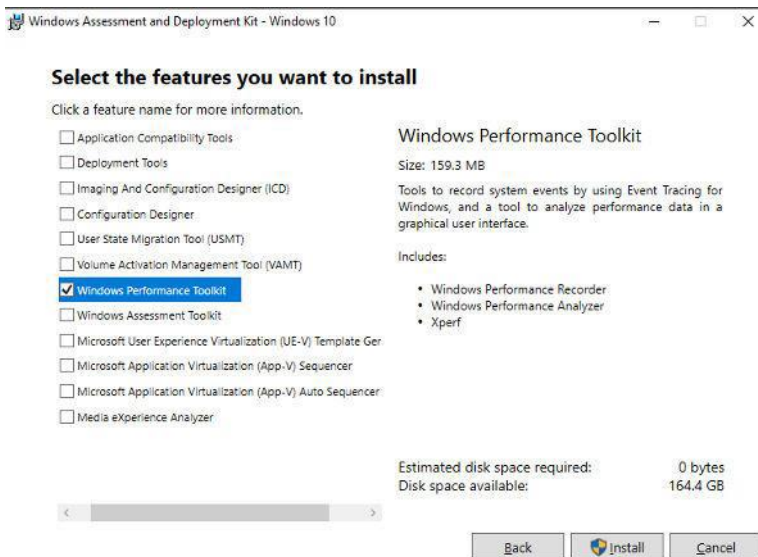 Windows Assessment and Deployment Kit - Windows 10
Select the features you want to install
Click a feature name for more information.
Application Compatibility Tools
Deployment Tools
Imaging And Configuration Designer (ICD)
Configuration Designer
User State Migration Tool (USMT)
Volume Activation Management Tool (VAMT)
Windows Performance Toolkit
Windows Assessment Toolkit
Microsoft User Experience Virtualization (UE-V) Template Ger
Microsoft Application Virtualization (App-V) Sequencer
Microsoft Application Virtualization (App-V) Auto Sequencer
Media eXperience Analyzer
Windows Performance Toolkit
Size: 159.3 MB
Tools to record system events by using Event Tracing for
Windows, and a tool to analyze performance data in a
graphical user interface.
Includes:
• Windows Performance Recorder
• Windows Performance Analyzer
• Xperf
Estimated disk space required: 0 bytes
Disk space available: 164.4 GB
Back Install Cancel